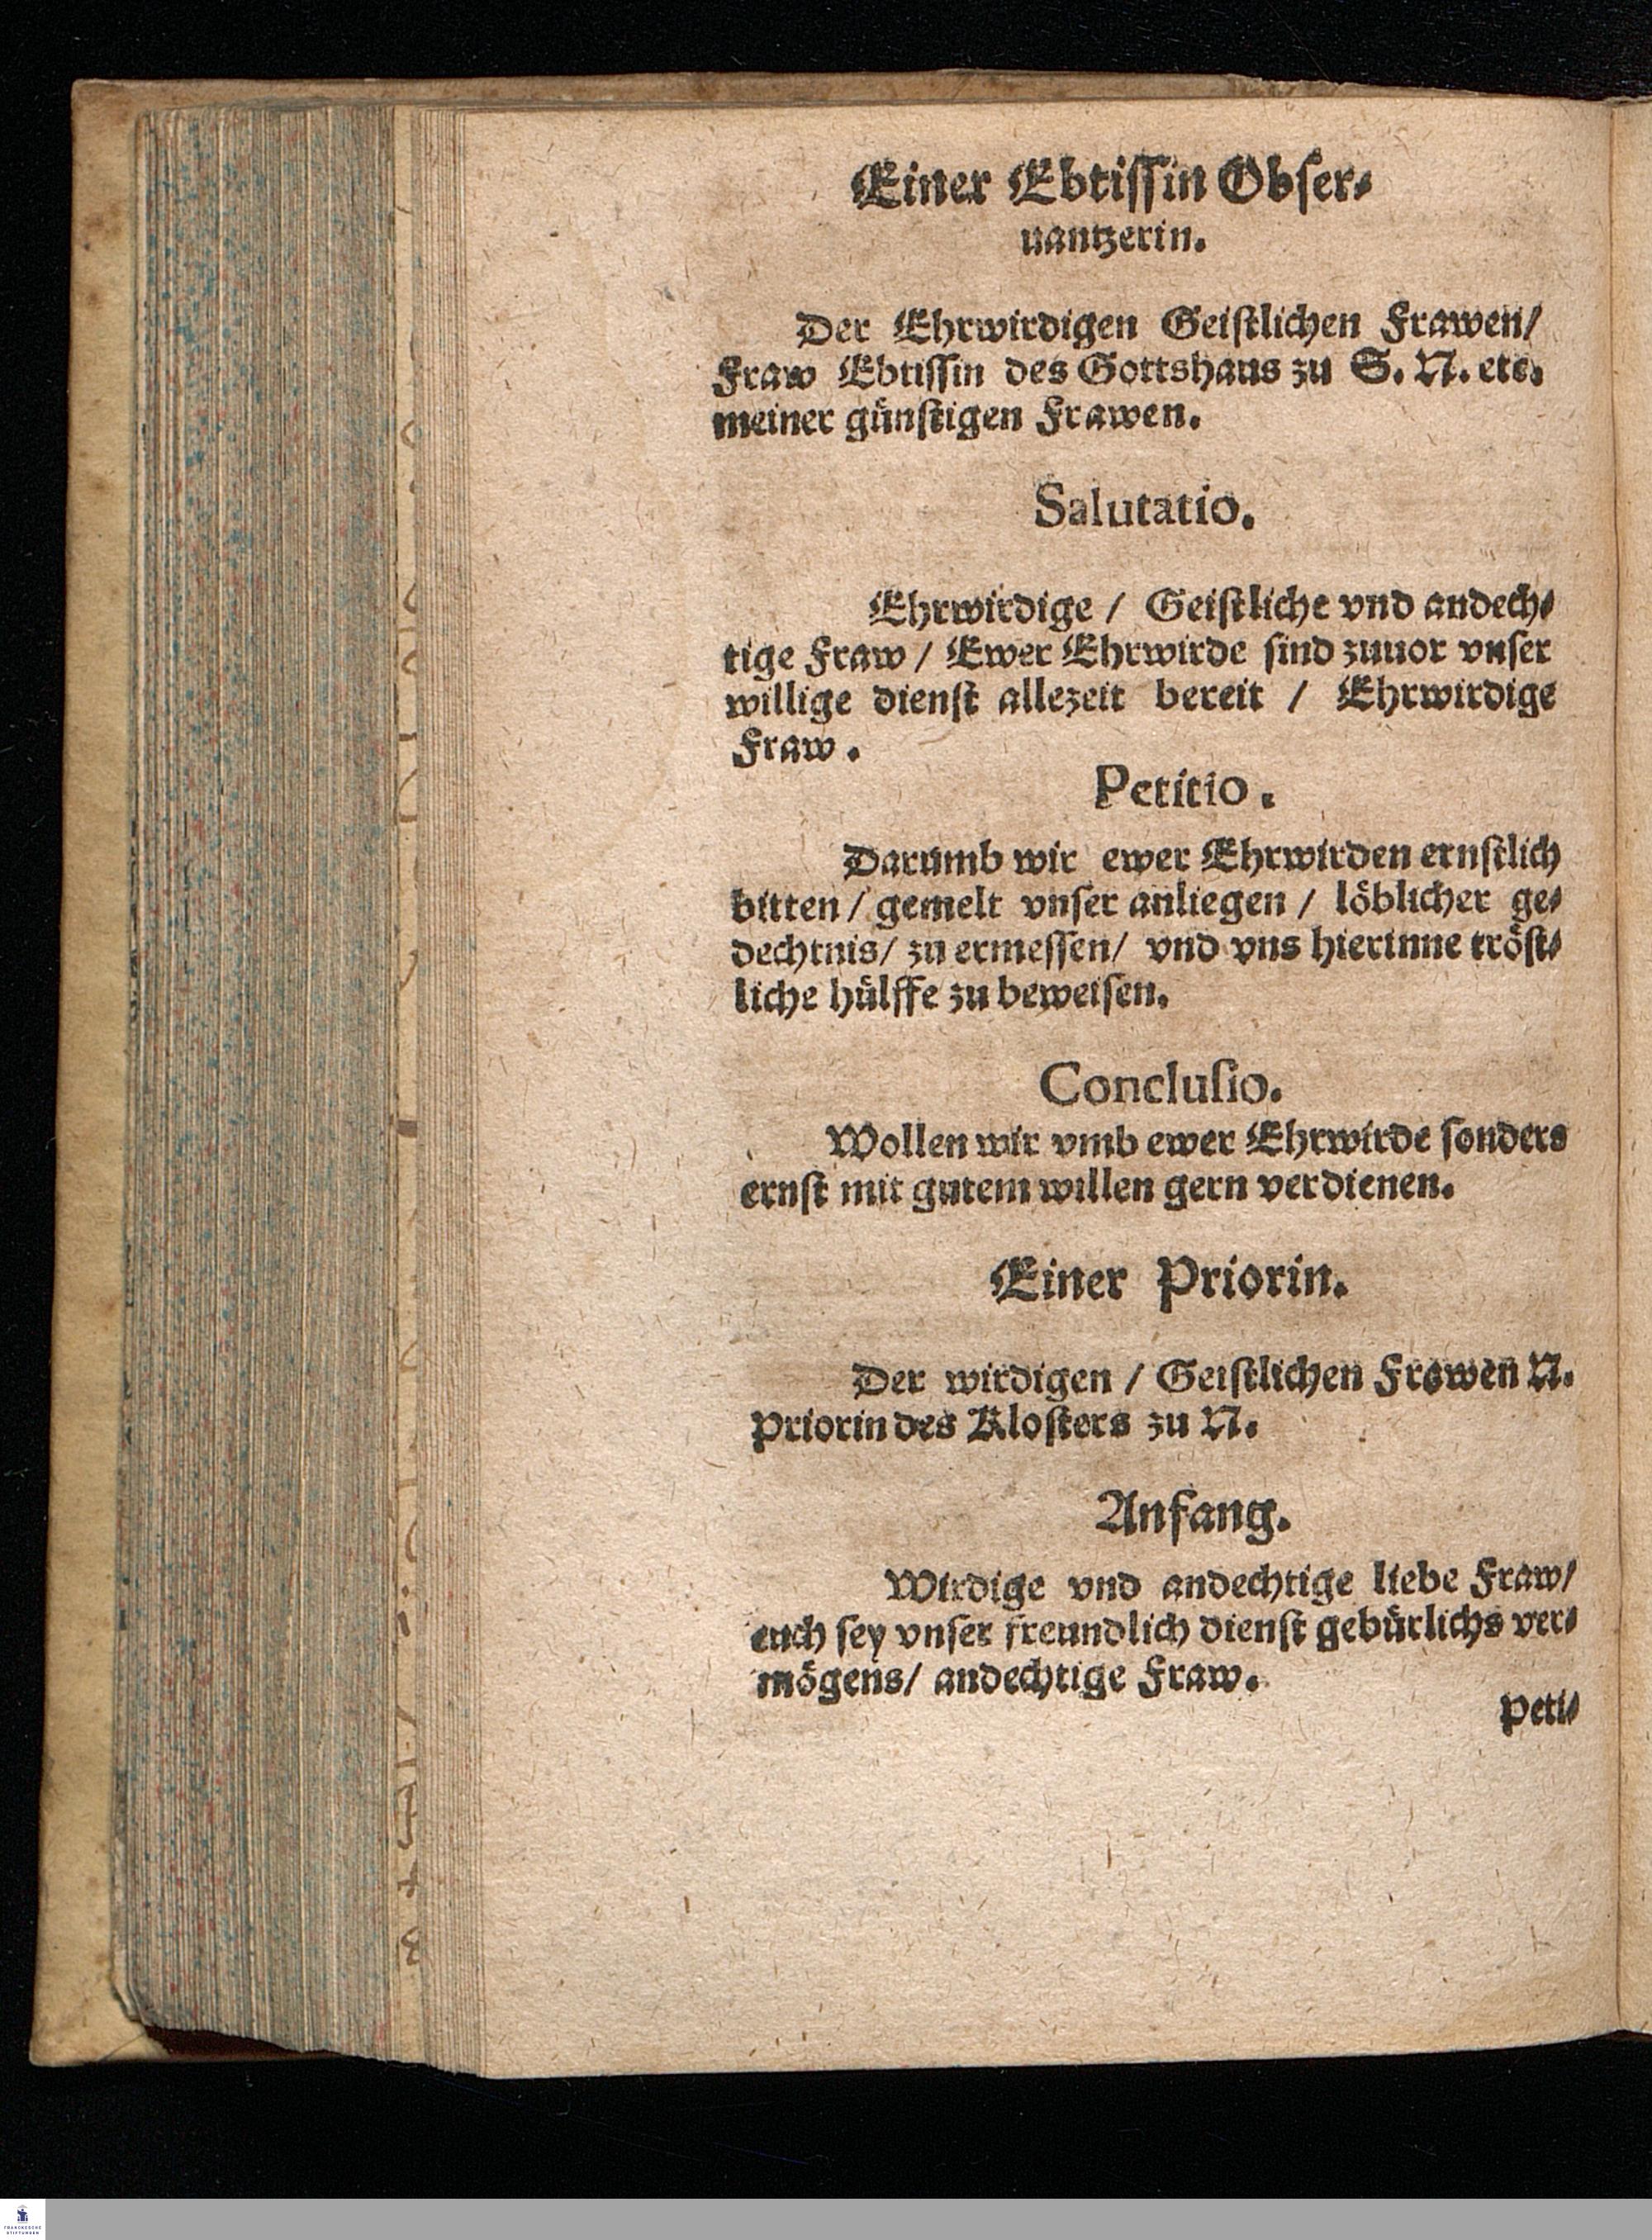 Einer Ebtiſſin Obſer⸗
uantzerin.
Der Ehrwirdigen Geiſtlichen Frawen/
Fraw Ebtiſſin des Gottshaus zu S. N. etc.
meiner günſtigen Frawen.
Salutatio.
Ehrwirdige / Geiſtliche vnd andech⸗
tige Fraw / Ewer Ehrwirde ſind zuuor vnſer
willige dienſt allezeit bereit / Ehrwirdige
Fraw.
Petitio.
Darumb wir ewer Ehrwirden ernſtlich
bitten / gemelt vnſer anliegen / löblicher ge⸗
dechtnis / zu ermeſſen / vnd vns hierinne tröſt⸗
liche hülffe zu beweiſen.
Concluſio.
Wollen wir vmb ewer Ehrwirde ſonders
ernſt mit gutem willen gern verdienen.
Einer Priorin.
Der wirdigen / Geiſtlichen Frawen N.
Priorin des Kloſters zu N.
Anfang.
Wirdige vnd andechtige liebe Fraw/
euch ſey vnſer freundlich dienſt gebürlichs ver⸗
mögens / andechtige Fraw.
Peti⸗
FRANCKESCHE
STIFTUNGEN